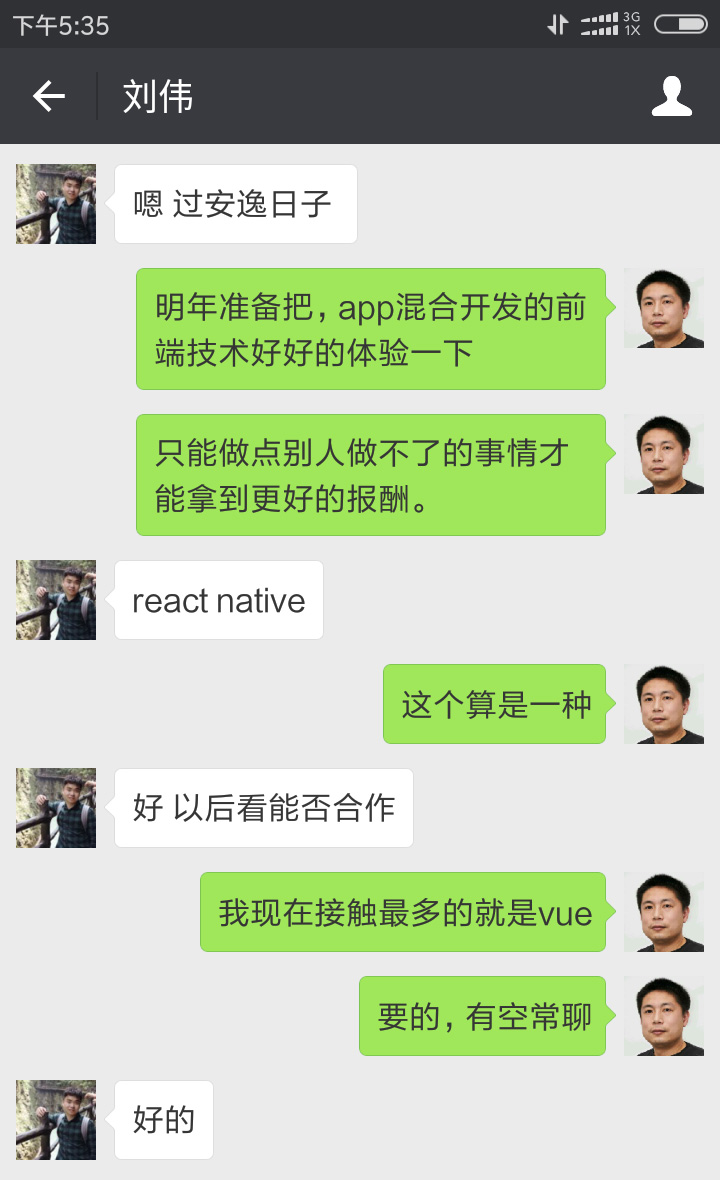 下午5:35
3G
1X
刘伟
嗯 过安逸日子
明年准备把，app混合开发的前
端技术好好的体验一下
只能做点别人做不了的事情才
能拿到更好的报酬。
react native
这个算是一种
好 以后看能否合作
我现在接触最多的就是vue
要的，有空常聊
好的